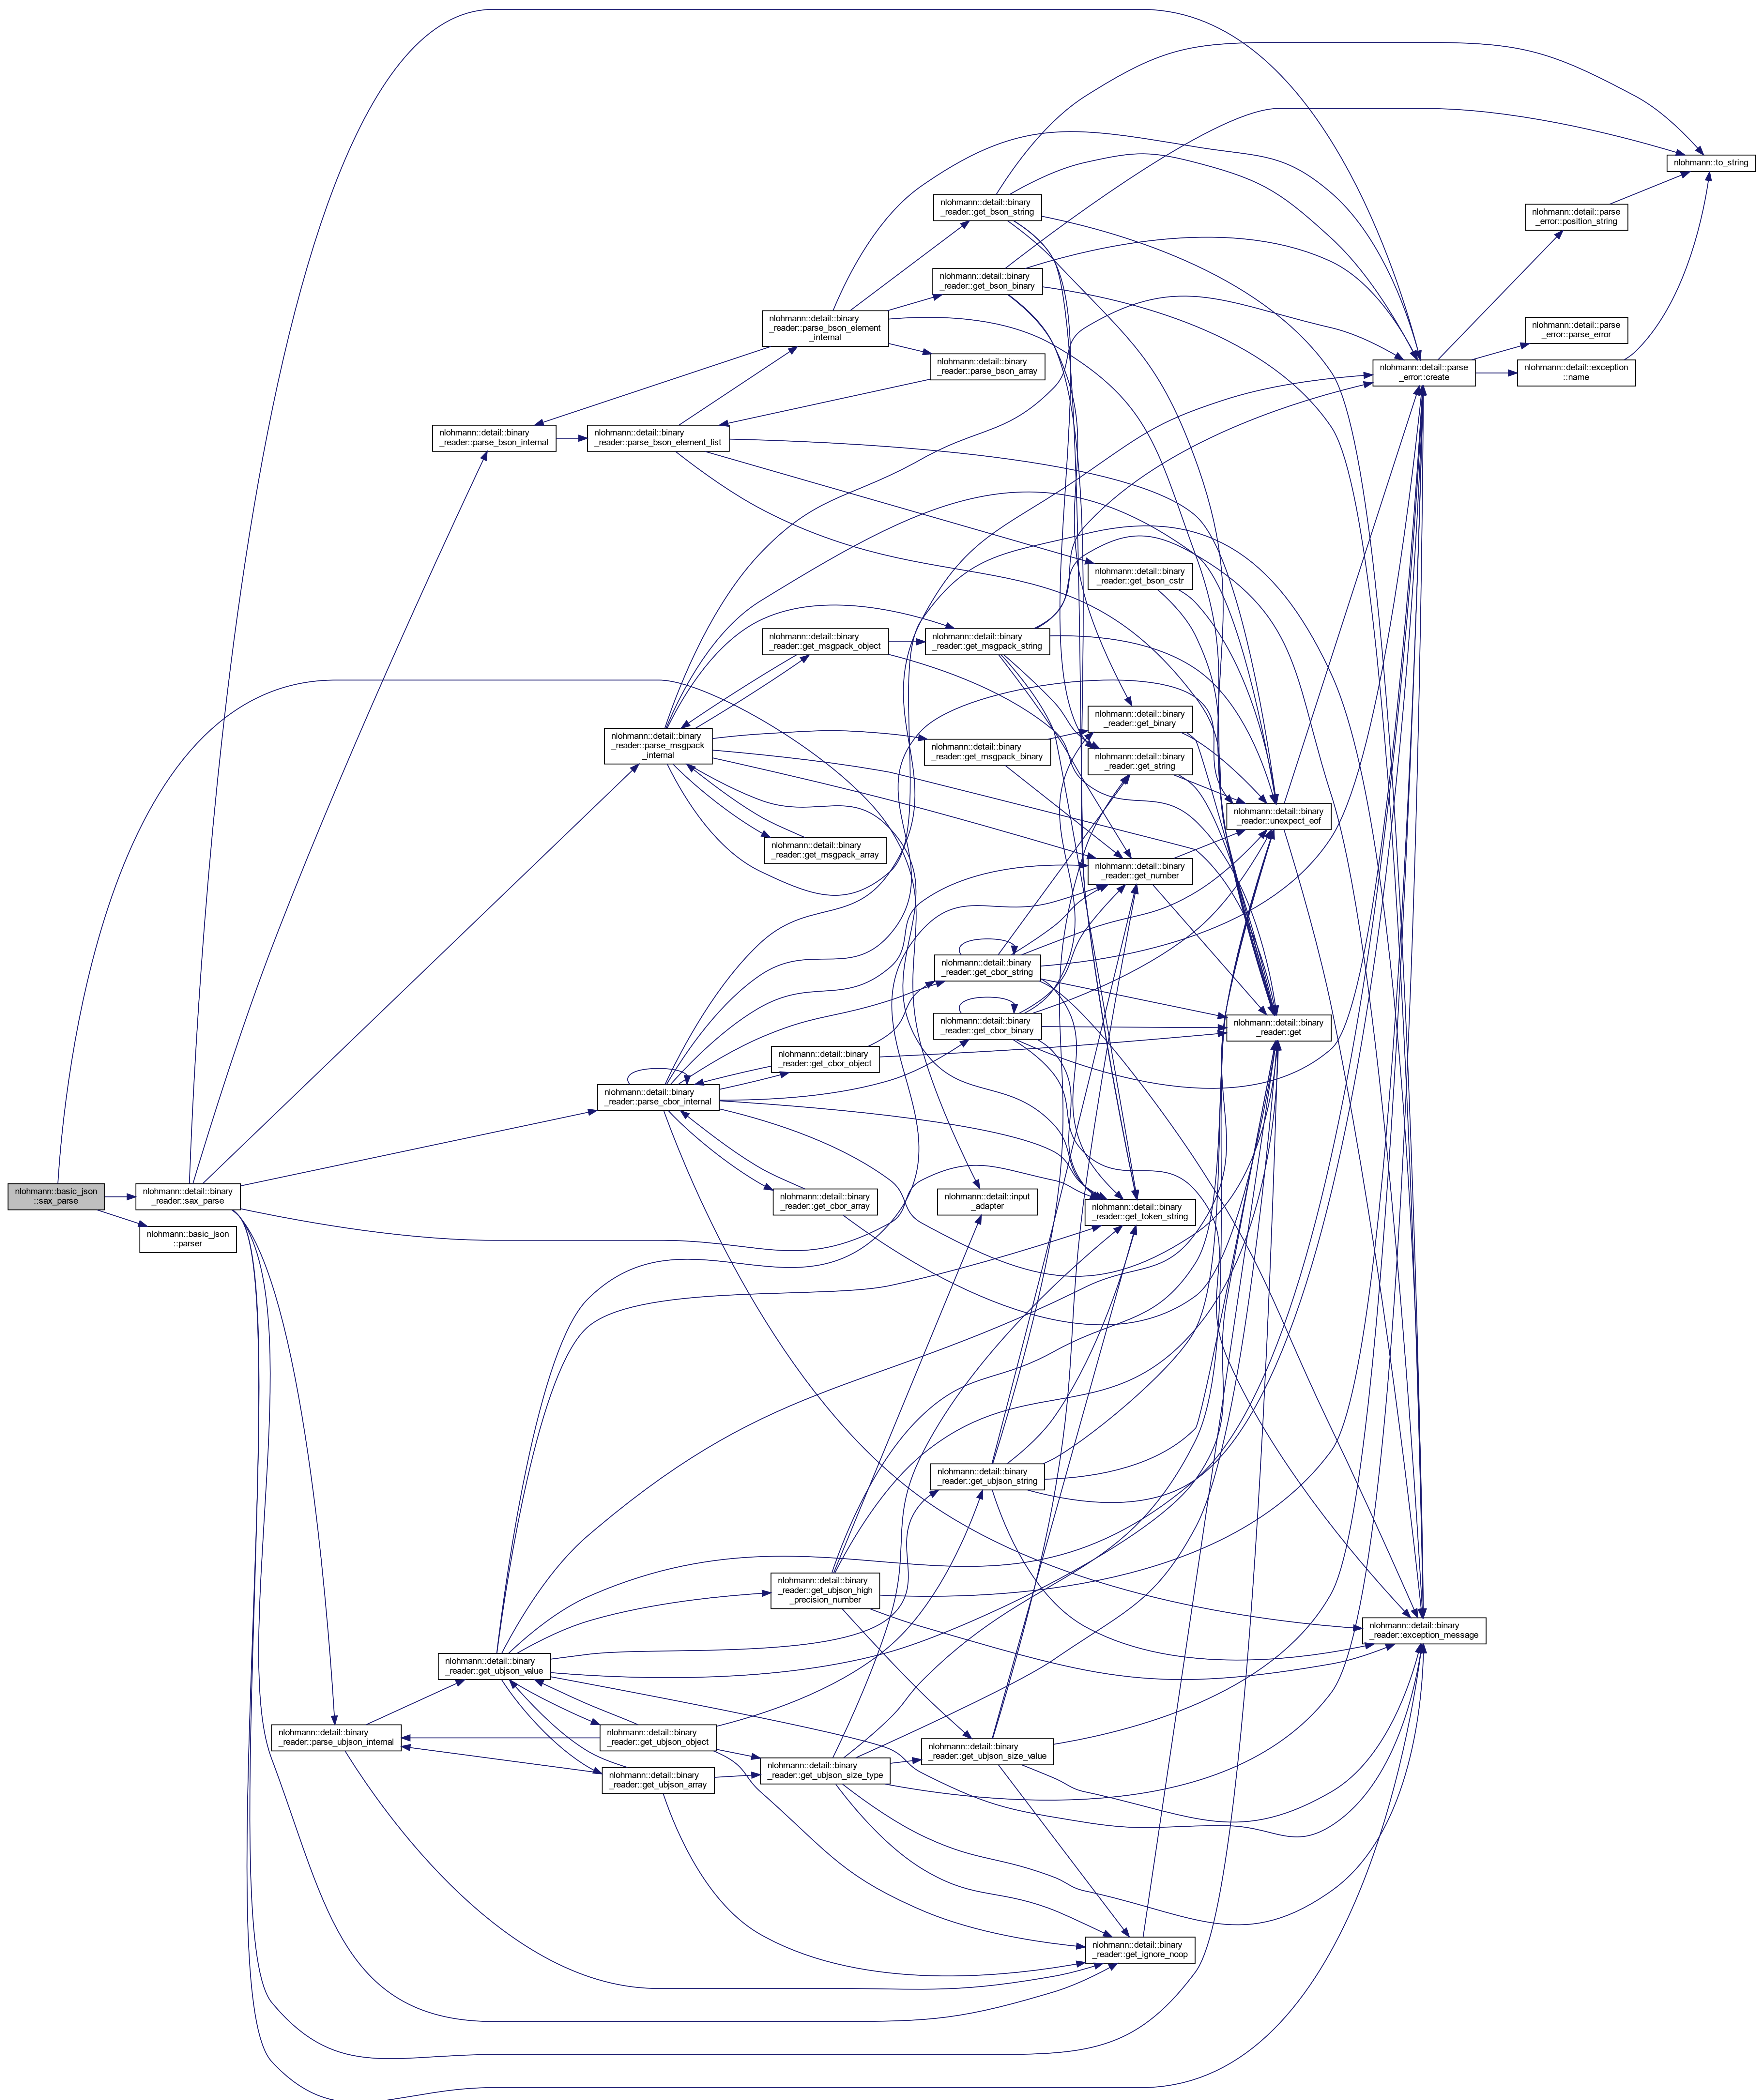 nlohmann::basic_json
::sax_parse
nlohmann::detail::binary
_reader::sax_parse
nlohmann::basic_json
::parser
nlohmann::detail::binary
_reader::parse_bson_internal
nlohmann::detail::binary
_reader::parse_bson_element_list
nlohmann::detail::binary
_reader::parse_bson_element
_internal
nlohmann::detail::binary
_reader::get_bson_string
nlohmann::detail::binary
_reader::get_bson_binary
nlohmann::detail::binary
_reader::parse_bson_array
nlohmann::to_string
nlohmann::detail::parse
_error::position_string
nlohmann::detail::parse
_error::parse_error
nlohmann::detail::parse
_error::create
nlohmann::detail::exception
::name
nlohmann::detail::binary
_reader::get_bson_cstr
nlohmann::detail::binary
_reader::get_msgpack_object
nlohmann::detail::binary
_reader::get_msgpack_string
nlohmann::detail::binary
_reader::parse_msgpack
_internal
nlohmann::detail::binary
_reader::get_msgpack_binary
nlohmann::detail::binary
_reader::get_binary
nlohmann::detail::binary
_reader::get_string
nlohmann::detail::binary
_reader::unexpect_eof
nlohmann::detail::binary
_reader::get_msgpack_array
nlohmann::detail::binary
_reader::get_number
nlohmann::detail::binary
_reader::get_cbor_string
nlohmann::detail::binary
_reader::get_cbor_binary
nlohmann::detail::binary
_reader::get
nlohmann::detail::binary
_reader::get_cbor_object
nlohmann::detail::binary
_reader::parse_cbor_internal
nlohmann::detail::binary
_reader::get_cbor_array
nlohmann::detail::input
_adapter
nlohmann::detail::binary
_reader::get_token_string
nlohmann::detail::binary
_reader::get_ubjson_string
nlohmann::detail::binary
_reader::get_ubjson_high
_precision_number
nlohmann::detail::binary
_reader::exception_message
nlohmann::detail::binary
_reader::get_ubjson_value
nlohmann::detail::binary
_reader::parse_ubjson_internal
nlohmann::detail::binary
_reader::get_ubjson_object
nlohmann::detail::binary
_reader::get_ubjson_array
nlohmann::detail::binary
_reader::get_ubjson_size_type
nlohmann::detail::binary
_reader::get_ubjson_size_value
nlohmann::detail::binary
_reader::get_ignore_noop